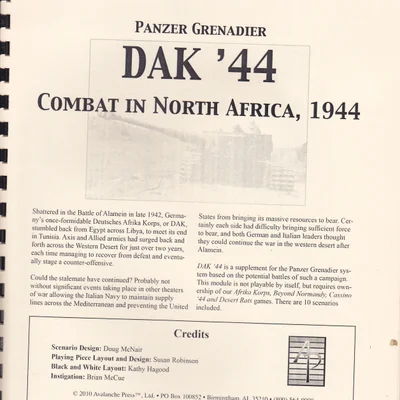 PANZER GRENADIER
DAK '44
COMBAT IN NORTH AFRICA, 1944
Shattered in the Battle of Alamein in late 1942, Germa-
ny's once-formidable Deutsches Afrika Korps, or DAK,
stumbled back from Egypt across Libya, to meet its end
in Tunisia. Axis and Allied armies had surged back and
forth across the Western Desert for just over two years,
each time managing to recover from defeat and eventu-
ally stage a counter-offensive.
Could the stalemate have continued? Probably not
without significant events taking place in other theaters
of war allowing the Italian Navy to maintain supply
lines across the Mediterranean and preventing the United
States from bringing its massive resources to bear. Cer-
tainly each side had difficulty bringing sufficient force
to bear, and both German and Italian leaders thought
they could continue the war in the western desert after
Alamein.
DAK '44 is a supplement for the Panzer Grenadier sys-
tem based on the potential battles of such a campaign.
This module is not playable by itself, but requires own-
ership of our Afrika Korps, Beyond Normandy, Cassino
'44 and Desert Rats games. There are 10 scenarios
included.
Credits
Scenario Design: Doug McNair
Playing Piece Layout and Design: Susan Robinson
Black and White Layout: Kathy Hagood
Instigation: Brian McCue
© 2010 Avalanche Press™, Ltd. • PO Box 100852 • Birmingham, AL 35210 •